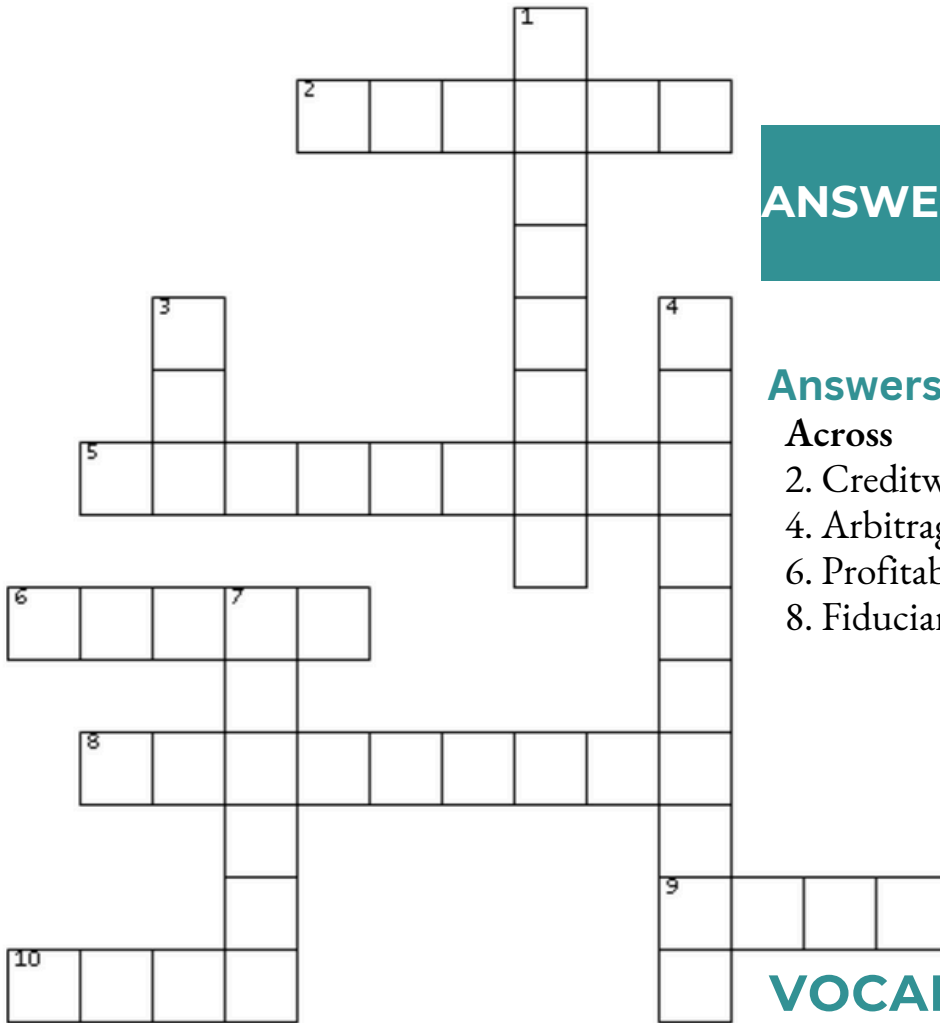 1
2
ANSWE
3
4
Answers
Across
5
2. Creditw
4. Arbitrag
6. Profitab
8. Fiduciar
6
7
8
9
10
VOCA